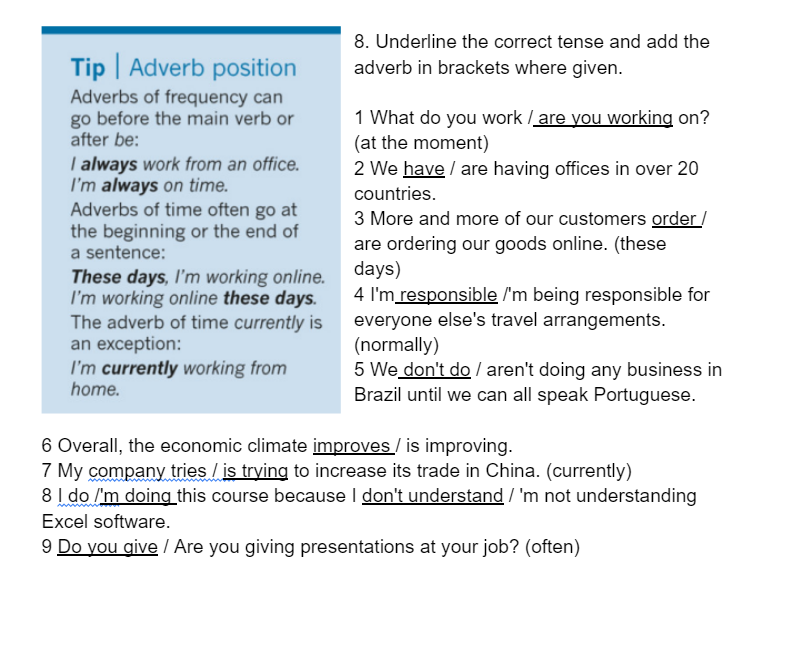 Tip | Adverb position
Adverbs of frequency can
go before the main verb or
after be:
I always work from an office.
I'm always on time.
Adverbs of time often go at
the beginning or the end of
a sentence:
These days, I'm working online.
I'm working online these days.
The adverb of time currently is
an exception:
I'm currently working from
home.
8. Underline the correct tense and add the
adverb in brackets where given.
1 What do you work / are you working on?
(at the moment)
2 We have / are having offices in over 20
countries.
3 More and more of our customers order /
are ordering our goods online. (these
days)
4 I'm responsible /'m being responsible for
everyone else's travel arrangements.
(normally)
5 We don't do / aren't doing any business in
Brazil until we can all speak Portuguese.
6 Overall, the economic climate improves / is improving.
7 My company tries / is trying to increase its trade in China. (currently)
8 I do /'m doing this course because I don't understand / 'm not understanding
Excel software.
9 Do you give / Are you giving presentations at your job? (often)